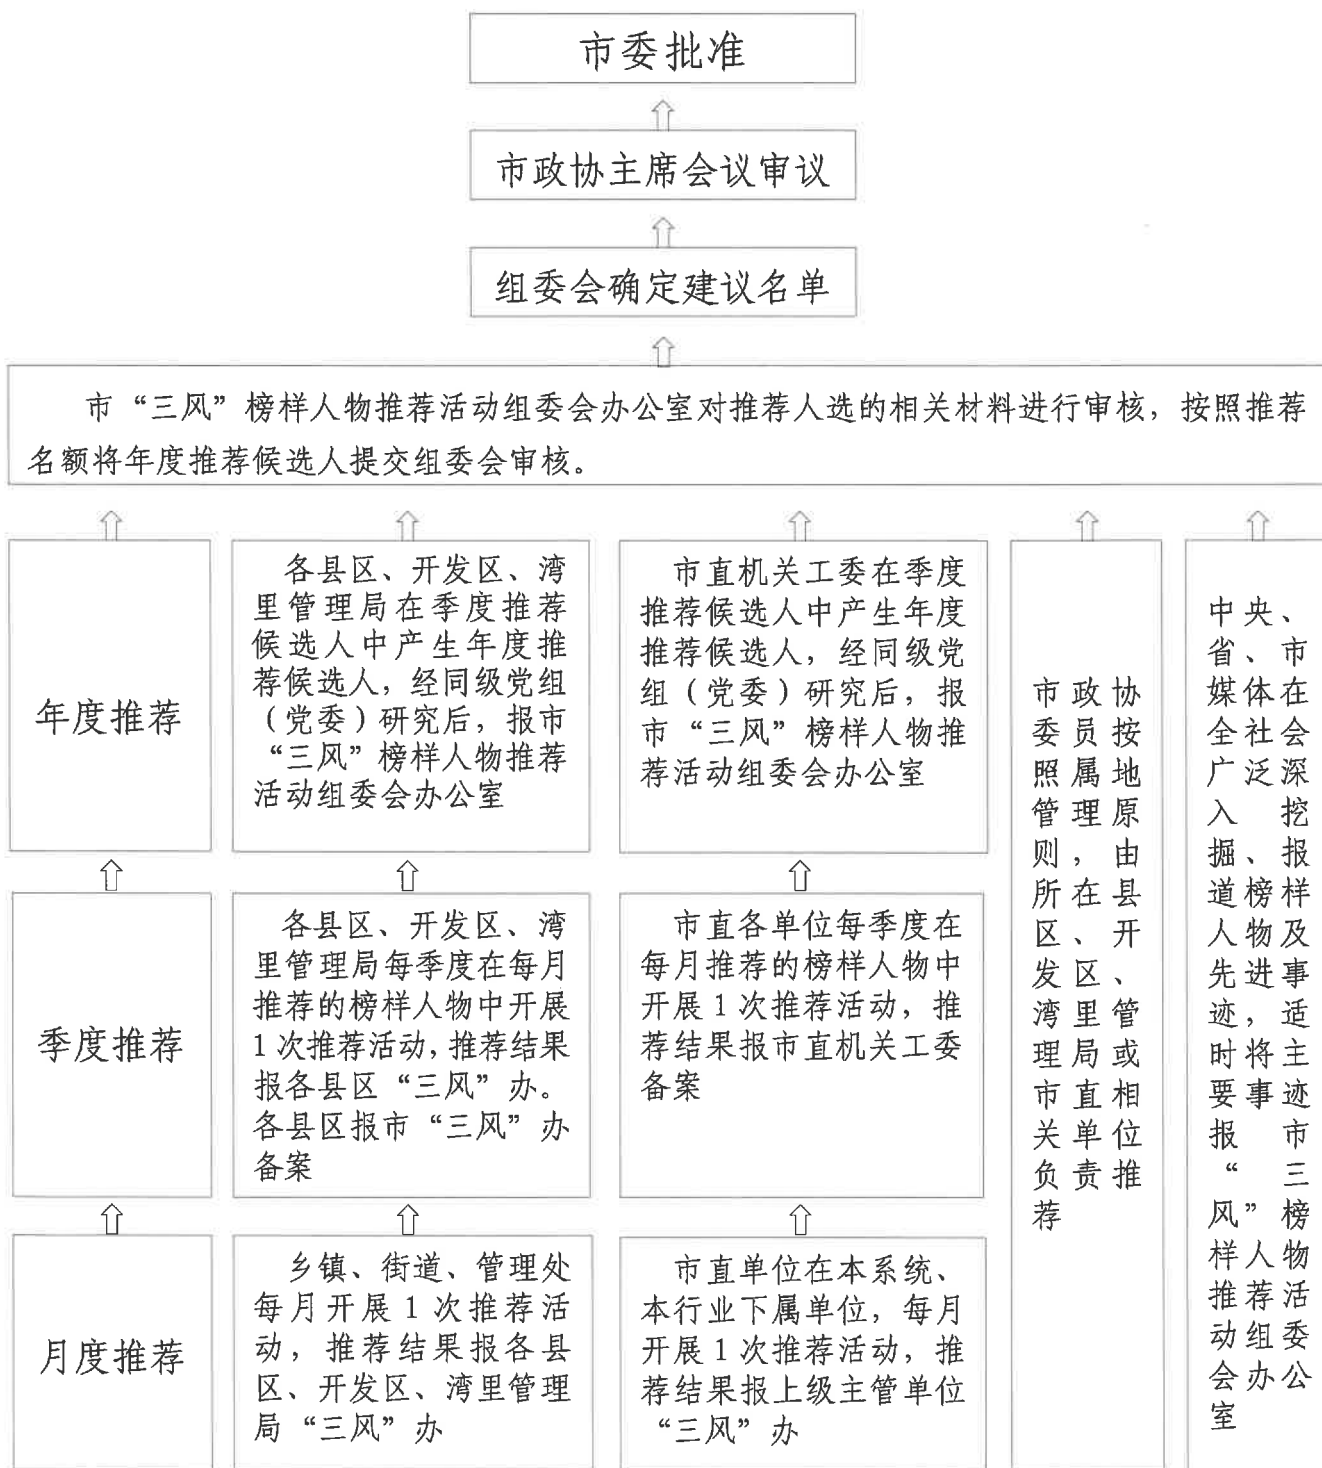 市委批准
市政协主席会议审议
组委会确定建议名单
市“三风”榜样人物推荐活动组委会办公室对推荐人选的相关材料进行审核，按照推荐
名额将年度推荐候选人提交组委会审核。
年度推荐
各县区、开发区、湾
里管理局在季度推荐
候选人中产生年度推
荐候选人，经同级党组
（党委）研究后，报市
“三风”榜样人物推荐
活动组委会办公室
市直机关工委在季度
推荐候选人中产生年度
推荐候选人，经同级党
组（党委）研究后，报
市“三风”榜样人物推
荐活动组委会办公室
季度推荐
各县区、开发区、湾
里管理局每季度在每月
推荐的榜样人物中开展
1次推荐活动，推荐结果
报各县区“三风”办。
各县区报市“三风”办
备案
市直各单位每季度在
每月推荐的榜样人物中
开展1次推荐活动，推
荐结果报市直机关工委
备案
月度推荐
乡镇、街道、管理处
每月开展1次推荐活
动，推荐结果报各县
区、开发区、湾里管理
局“三风”办
市直单位在本系统、
本行业下属单位，每月
开展1次推荐活动，推
荐结果报上级主管单位
“三风”办
市政协
委员按
照属地
管理原
则，由
所在县
区、开
发区、
湾里管
理局或
市直相
关单位
负责推
荐
中央、
省、市
媒体在
全社会
广泛深
入挖
掘、报
道榜样
人物及
先进事
迹，适
时将主
要事迹
报市
“三
风”榜
样人物
推荐活
动组委
会办公
室